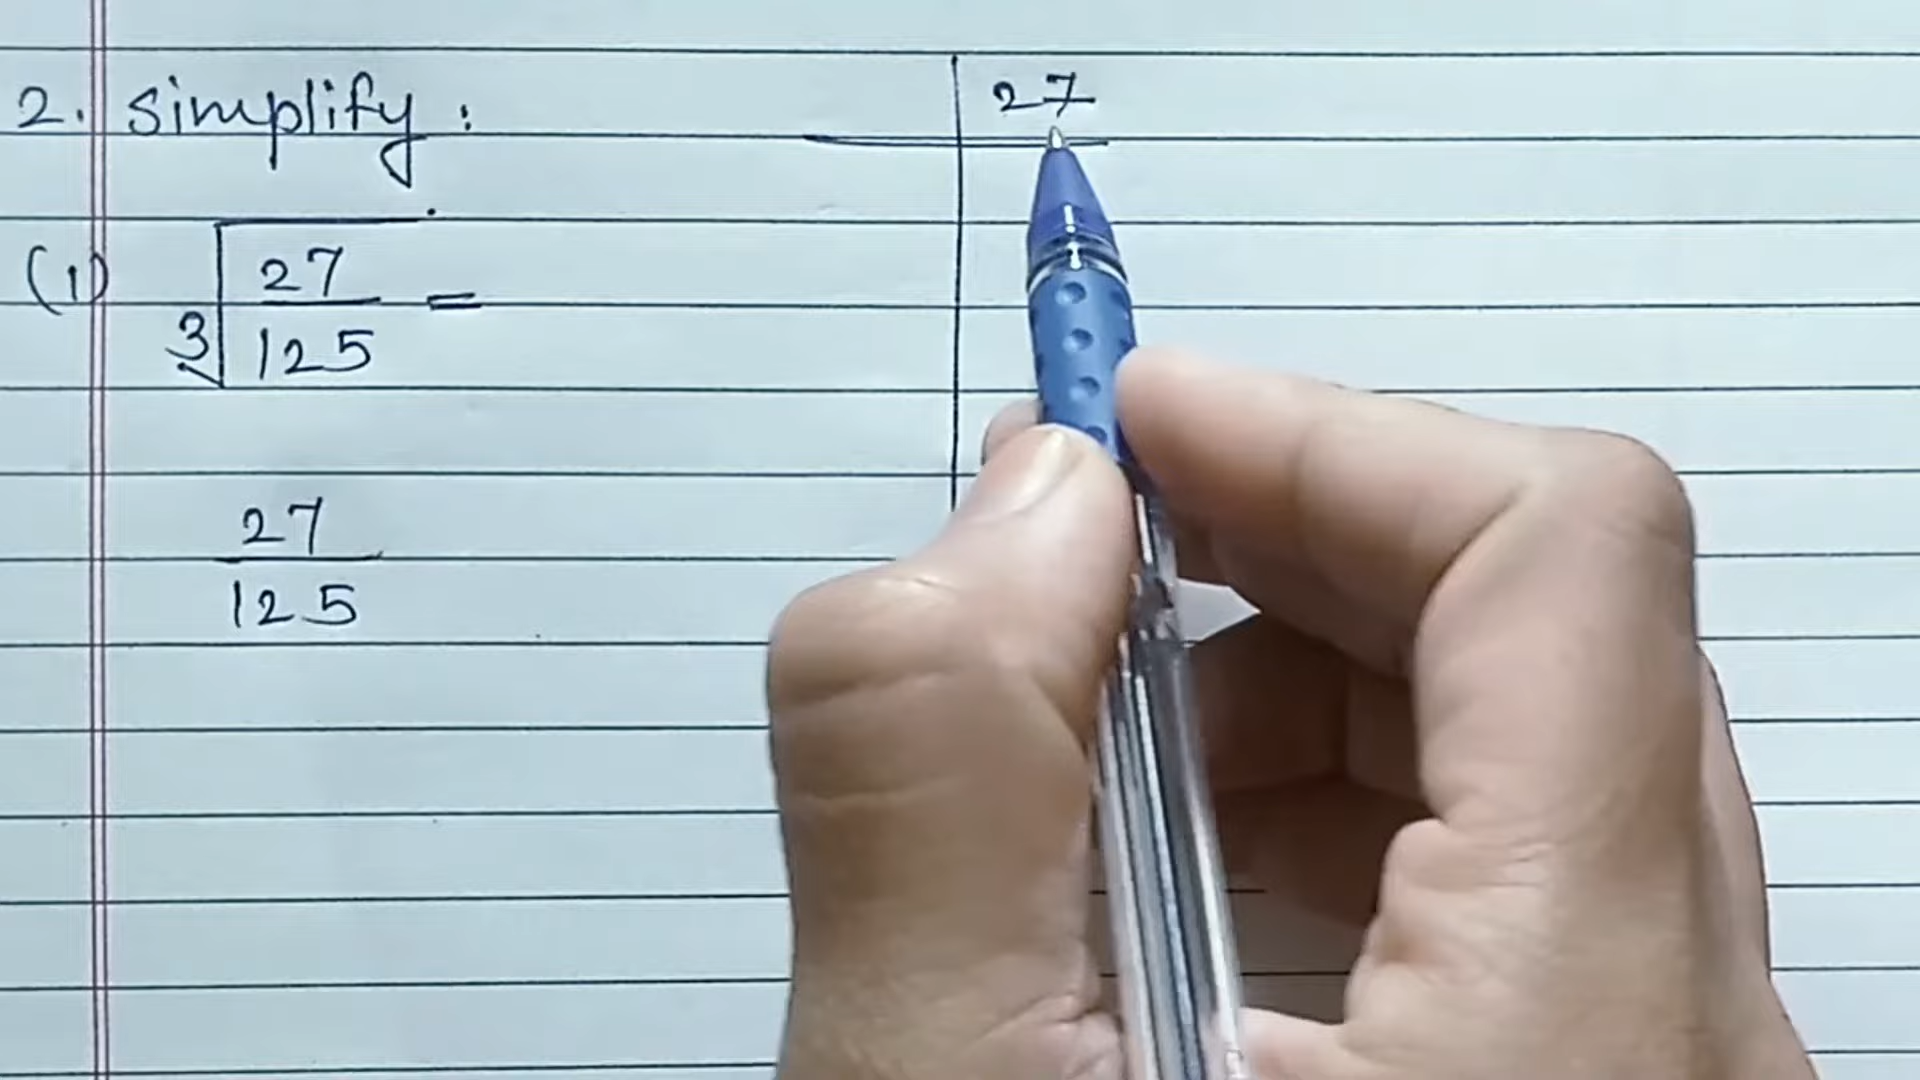 2. Simplify :
(1) ∛(27/125) =
27
125
27